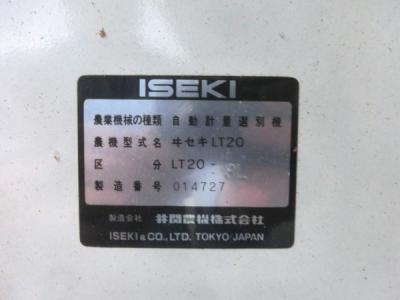 ISEKI
農業機械の種類 自動計量選別機
農機型式名 ヰセキLT20
区分 LT20-
製造番号 014727
製造会社 井関農機株式会社
ISEKI & CO., LTD. TOKYO JAPAN